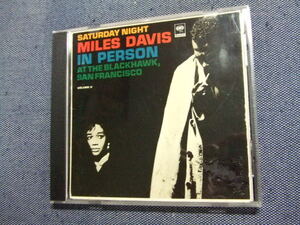 SATURDAY NIGHT
MILES DAVIS
IN PERSON
AT THE BLACKHAWK,
SAN FRANCISCO
VOLUME II